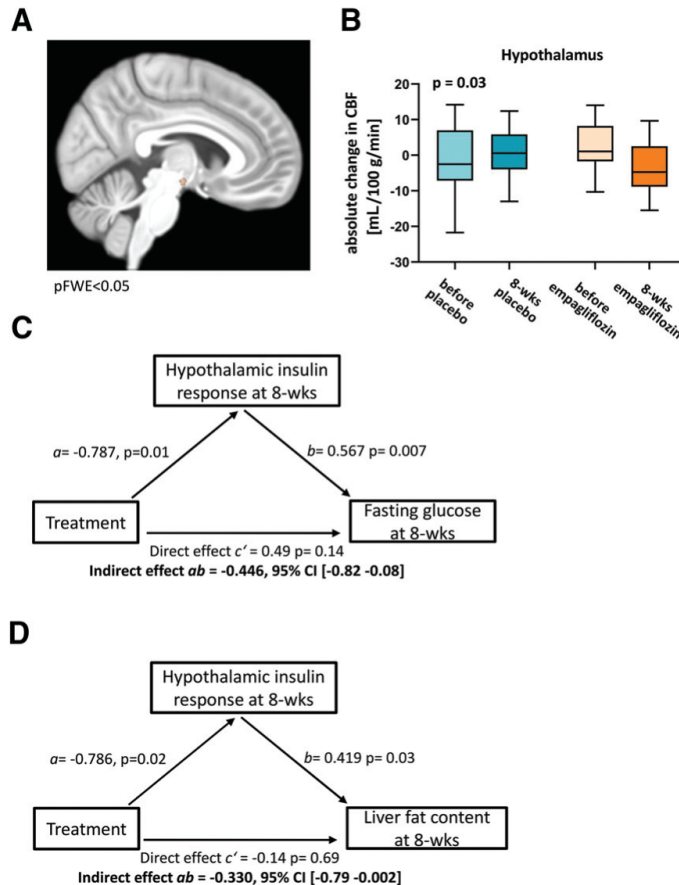 A
pFWE<0.05
B
Hypothalamus
p = 0.03
absolute change in CBF
[mL/100 g/min]
20
10
0
-10
-20
-30
before
placebo
8-wks
placebo
before
empagliflozin
8-wks
empagliflozin
C
Hypothalamic insulin
response at 8-wks
a= -0.787, p=0.01
b= 0.567 p= 0.007
Treatment
Fasting glucose
at 8-wks
Direct effect c' = 0.49 p= 0.14
Indirect effect ab = -0.446, 95% CI [-0.82 -0.08]
D
Hypothalamic insulin
response at 8-wks
a= -0.786, p=0.02
b= 0.419 p= 0.03
Treatment
Liver fat content
at 8-wks
Direct effect c' = -0.14 p= 0.69
Indirect effect ab = -0.330, 95% CI [-0.79 -0.002]